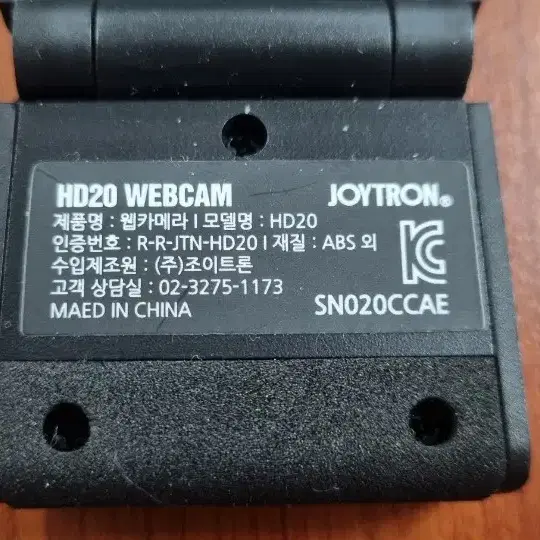 HD20 WEBCAM JOYTRON®
제품명 : 웹카메라 I 모델명 : HD20
인증번호 : R-R-JTN-HD20 I 재질 : ABS 외
수입제조원 : (주)조이트론
고객 상담실 : 02-3275-1173
MAED IN CHINA
SN020CCAE